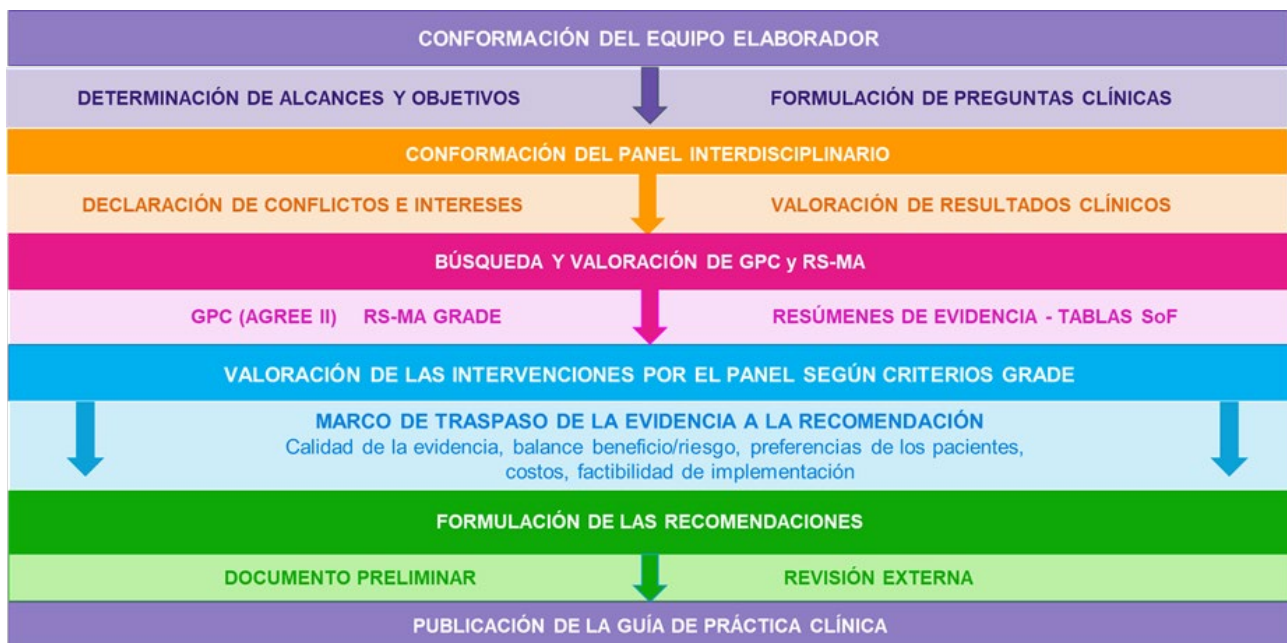 CONFORMACIÓN DEL EQUIPO ELABORADOR
DETERMINACIÓN DE ALCANCES Y OBJETIVOS
FORMULACIÓN DE PREGUNTAS CLÍNICAS
CONFORMACIÓN DEL PANEL INTERDISCIPLINARIO
DECLARACIÓN DE CONFLICTOS E INTERESES
VALORACIÓN DE RESULTADOS CLÍNICOS
BÚSQUEDA Y VALORACIÓN DE GPC y RS-MA
GPC (AGREE II) RS-MA GRADE
RESÚMENES DE EVIDENCIA - TABLAS SoF
VALORACIÓN DE LAS INTERVENCIONES POR EL PANEL SEGÚN CRITERIOS GRADE
MARCO DE TRASPASO DE LA EVIDENCIA A LA RECOMENDACIÓN
Calidad de la evidencia, balance beneficio/riesgo, preferencias de los pacientes,
costos, factibilidad de implementación
FORMULACIÓN DE LAS RECOMENDACIONES
DOCUMENTO PRELIMINAR
REVISIÓN EXTERNA
PUBLICACIÓN DE LA GUÍA DE PRÁCTICA CLÍNICA